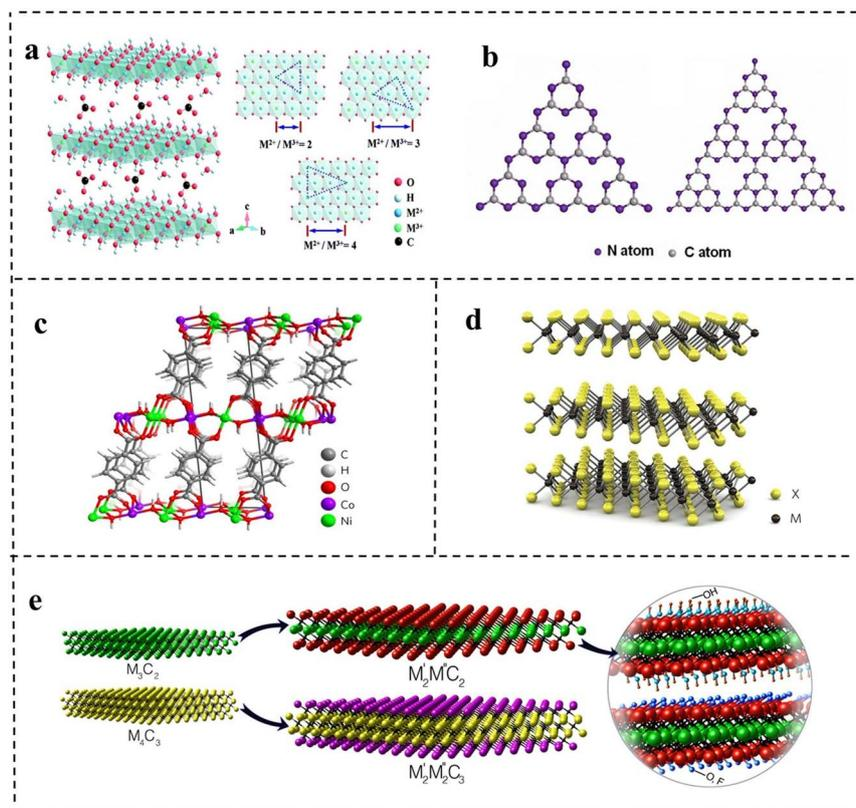 a
M²⁺/ M³⁺= 2
M²⁺/ M³⁺= 3
M²⁺/ M³⁺= 4
c
a
b
O
H
M²⁺
M³⁺
C
b
N atom
C atom
c
C
H
O
Co
Ni
d
X
M
e
M₃C₂
M₄C₃
M'₂M"C₂
M'₂M"₂C₃
OH
O, F